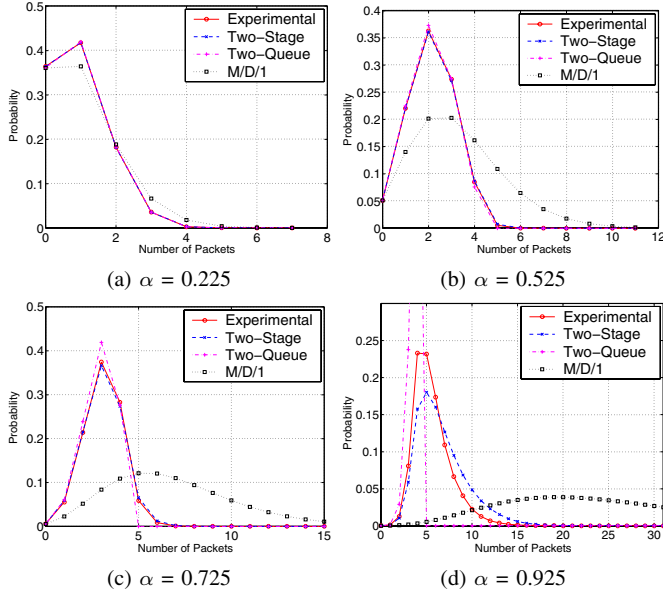 0.5
0.4
0.3
0.2
0.1
0
Probability
0 2 4 6 8
Number of Packets
Experimental
Two-Stage
Two-Queue
M/D/1
(a) α = 0.225
0.5
0.4
0.3
0.2
0.1
0.05
0
Probability
0 2 4 6 8 10 12
Number of Packets
Experimental
Two-Stage
Two-Queue
M/D/1
(b) α = 0.525
0.5
0.4
0.3
0.2
0.1
0
Probability
0 5 10 15
Number of Packets
Experimental
Two-Stage
Two-Queue
M/D/1
(c) α = 0.725
0.25
0.2
0.15
0.1
0.05
0
Probability
0 5 10 15 20 25 30
Number of Packets
Experimental
Two-Stage
Two-Queue
M/D/1
(d) α = 0.925